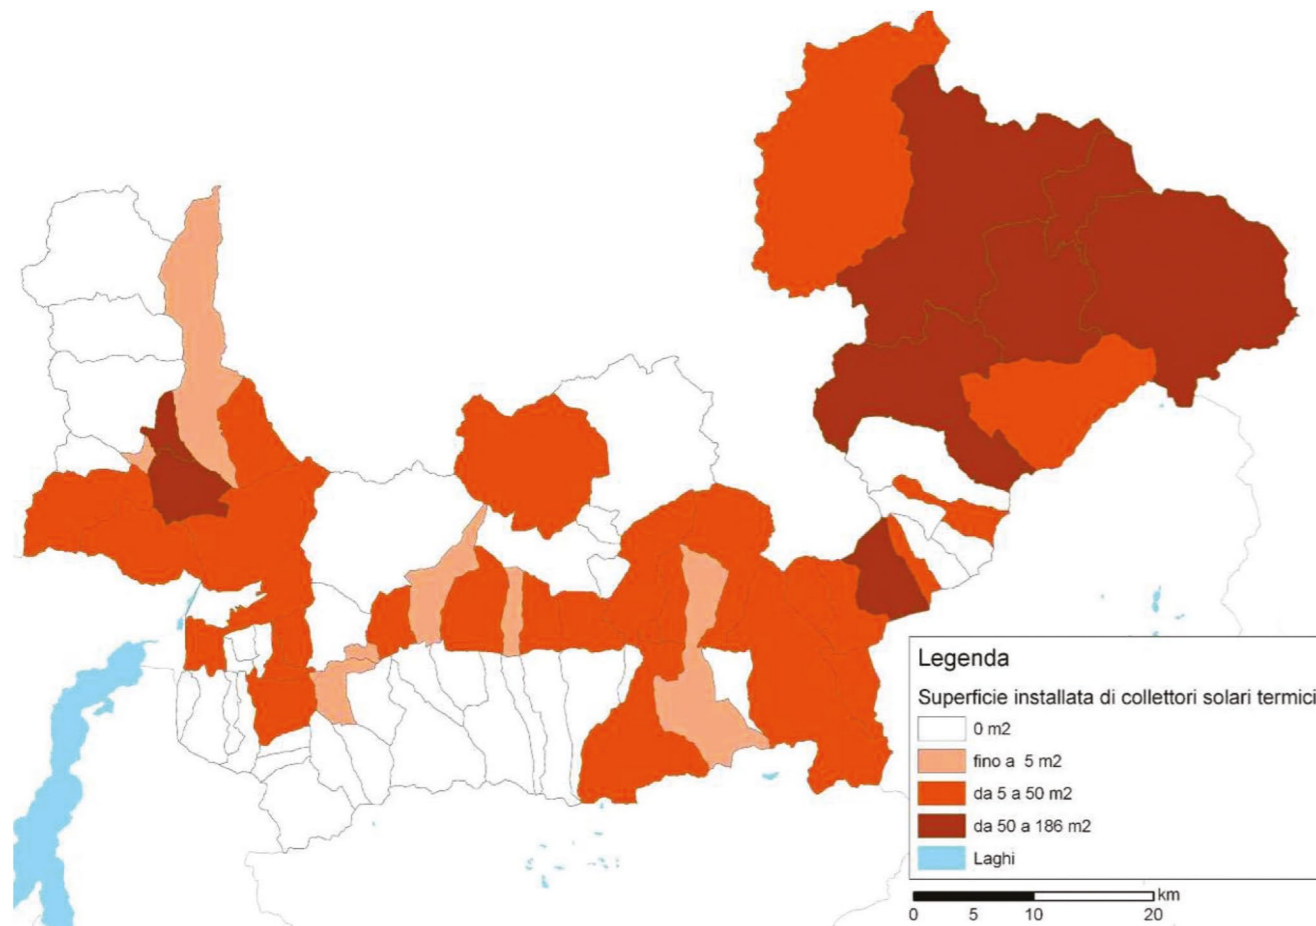 Legenda
Superficie installata di collettori solari termici
0 m2
fino a 5 m2
da 5 a 50 m2
da 50 a 186 m2
Laghi
km
0 5 10 20